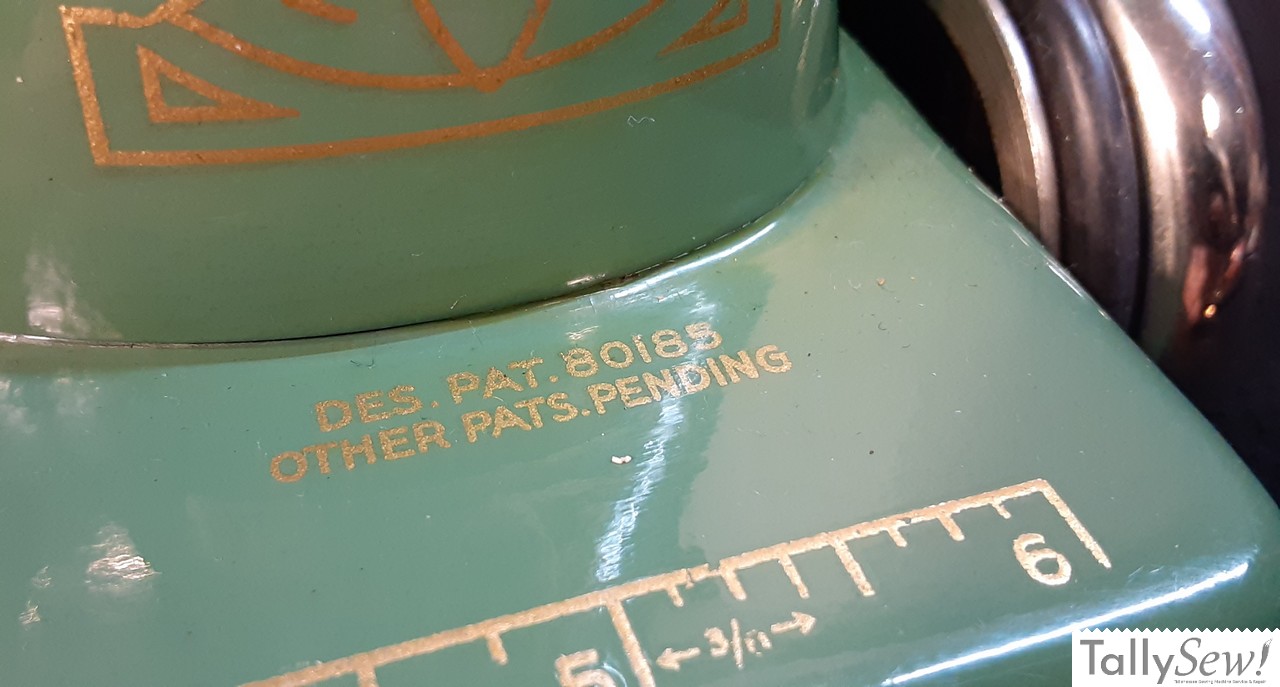 DES. PAT. 80185
OTHER PATS. PENDING
6
5
TallySew!